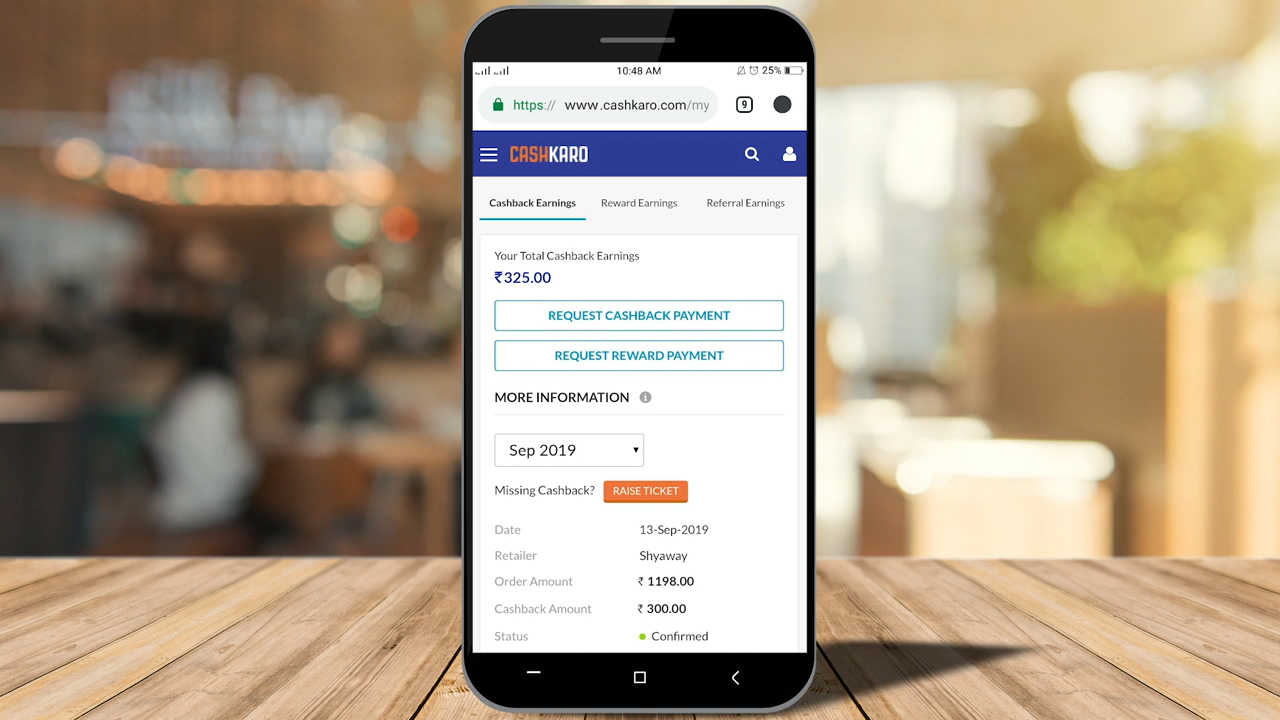 10:48 AM 25%
https:// www.cashkaro.com/my 9
CASHKARO
Cashback Earnings Reward Earnings Referral Earnings
Your Total Cashback Earnings
₹325.00
REQUEST CASHBACK PAYMENT
REQUEST REWARD PAYMENT
MORE INFORMATION i
Sep 2019
Missing Cashback? RAISE TICKET
Date 13-Sep-2019
Retailer Shyaway
Order Amount ₹ 1198.00
Cashback Amount ₹ 300.00
Status Confirmed